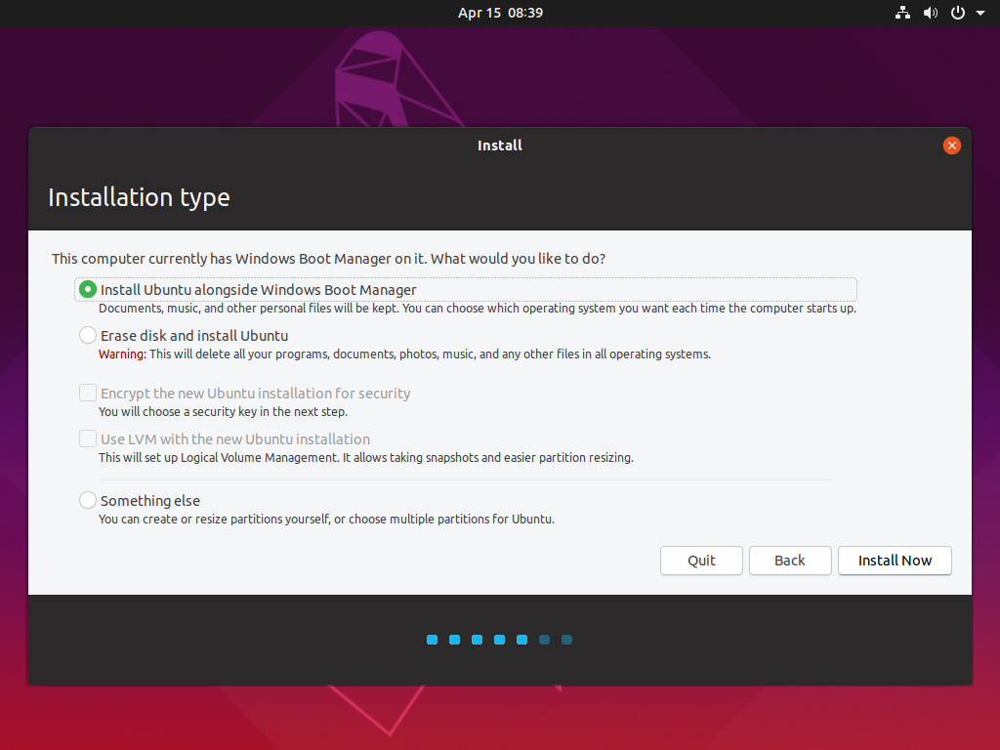 Apr 15 08:39
Install
Installation type
This computer currently has Windows Boot Manager on it. What would you like to do?
Install Ubuntu alongside Windows Boot Manager
Documents, music, and other personal files will be kept. You can choose which operating system you want each time the computer starts up.
Erase disk and install Ubuntu
Warning: This will delete all your programs, documents, photos, music, and any other files in all operating systems.
Encrypt the new Ubuntu installation for security
You will choose a security key in the next step.
Use LVM with the new Ubuntu installation
This will set up Logical Volume Management. It allows taking snapshots and easier partition resizing.
Something else
You can create or resize partitions yourself, or choose multiple partitions for Ubuntu.
Quit Back Install Now